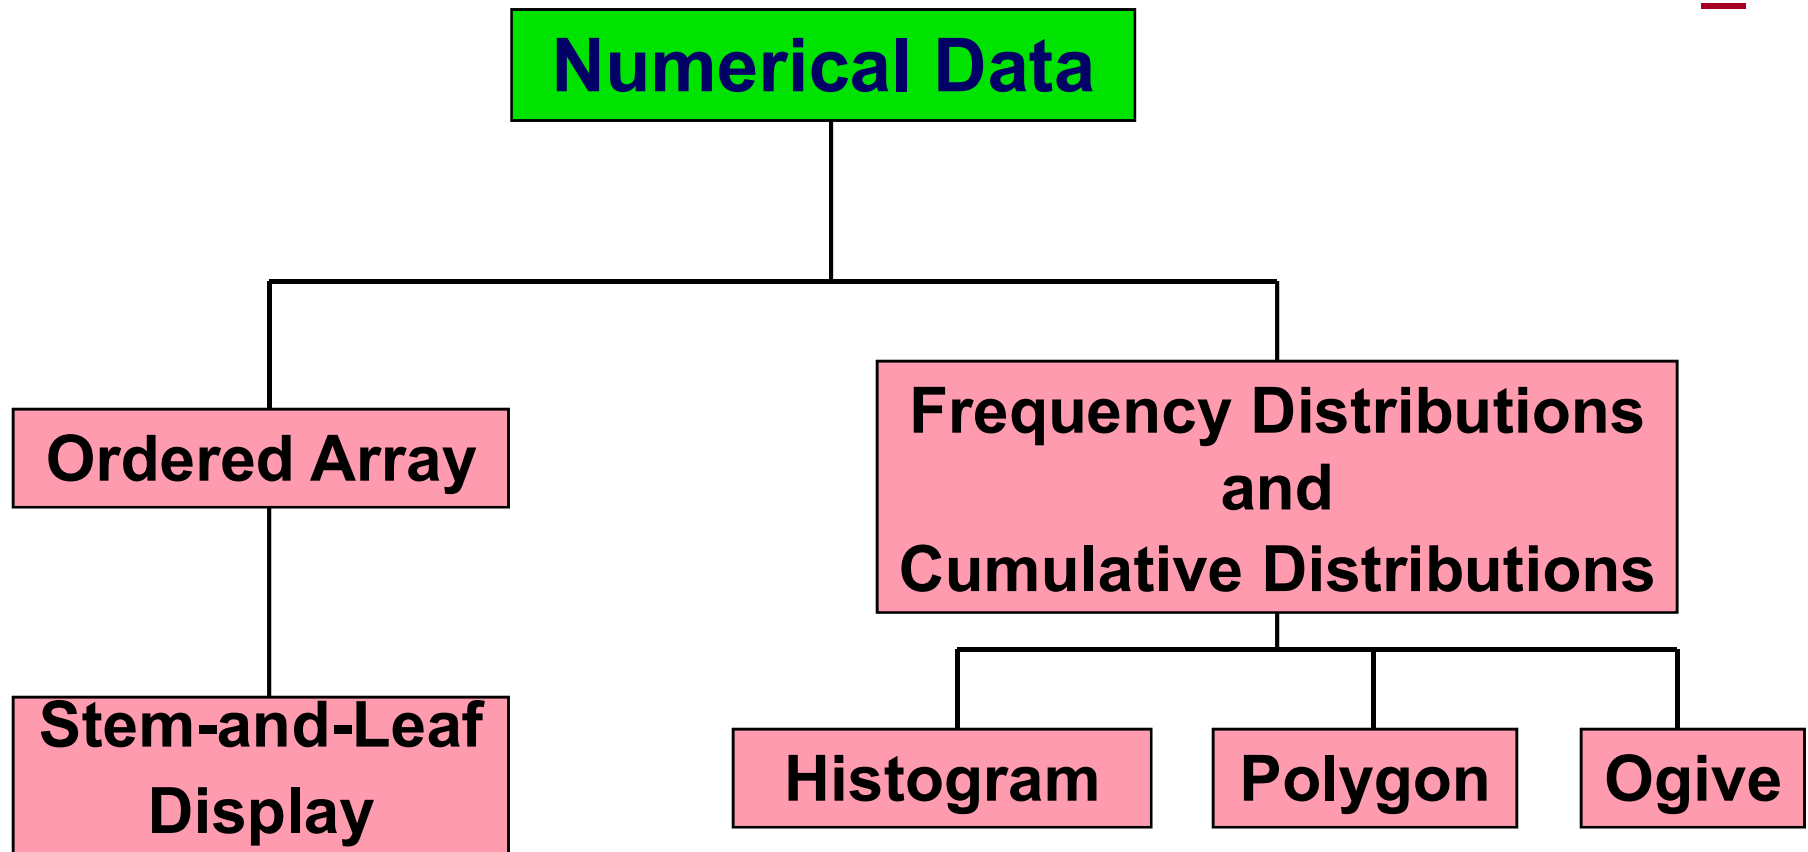 Numerical Data
Ordered Array
Frequency Distributions
and
Cumulative Distributions
Stem-and-Leaf
Display
Histogram
Polygon
Ogive